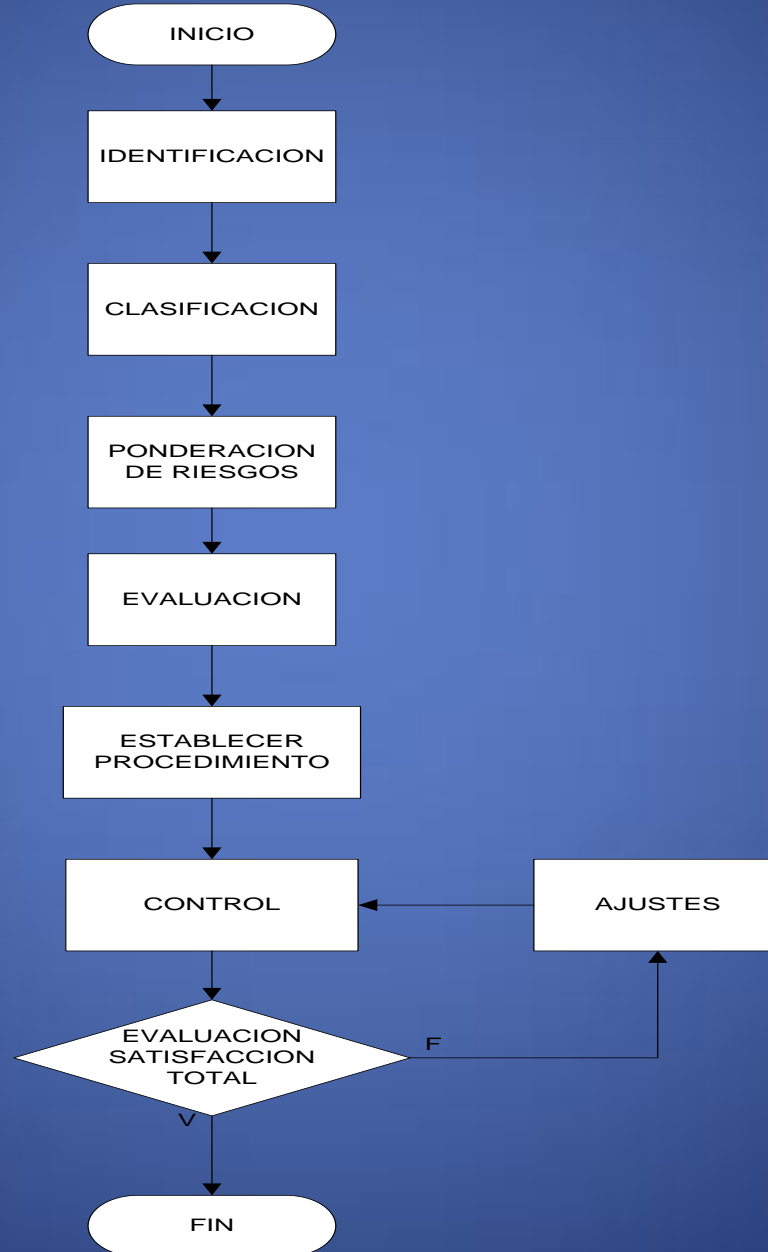 INICIO
IDENTIFICACION
CLASIFICACION
PONDERACION
DE RIESGOS
EVALUACION
ESTABLECER
PROCEDIMIENTO
CONTROL
AJUSTES
EVALUACION
SATISFACCION
TOTAL
F
V
FIN